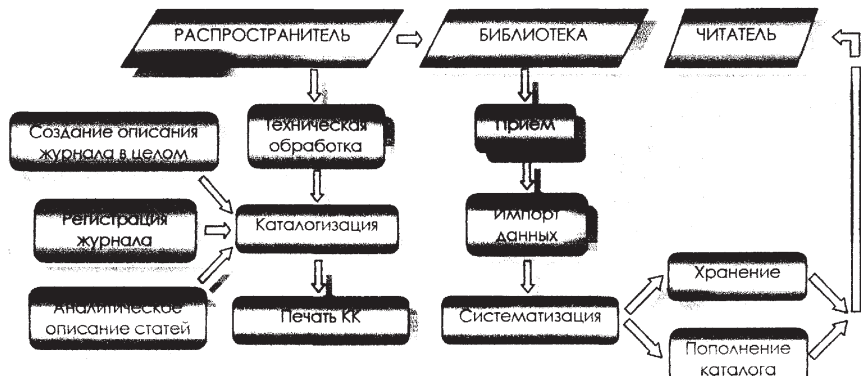 РАСПРОСТРАНИТЕЛЬ
БИБЛИОТЕКА
ЧИТАТЕЛЬ
Создание описания
журнала в целом
Техническая
обработка
Прием
Регистрация
журнала
Каталогизация
Импорт
данных
Аналитическое
описание статей
Печать КК
Систематизация
Хранение
Пополнение
каталога